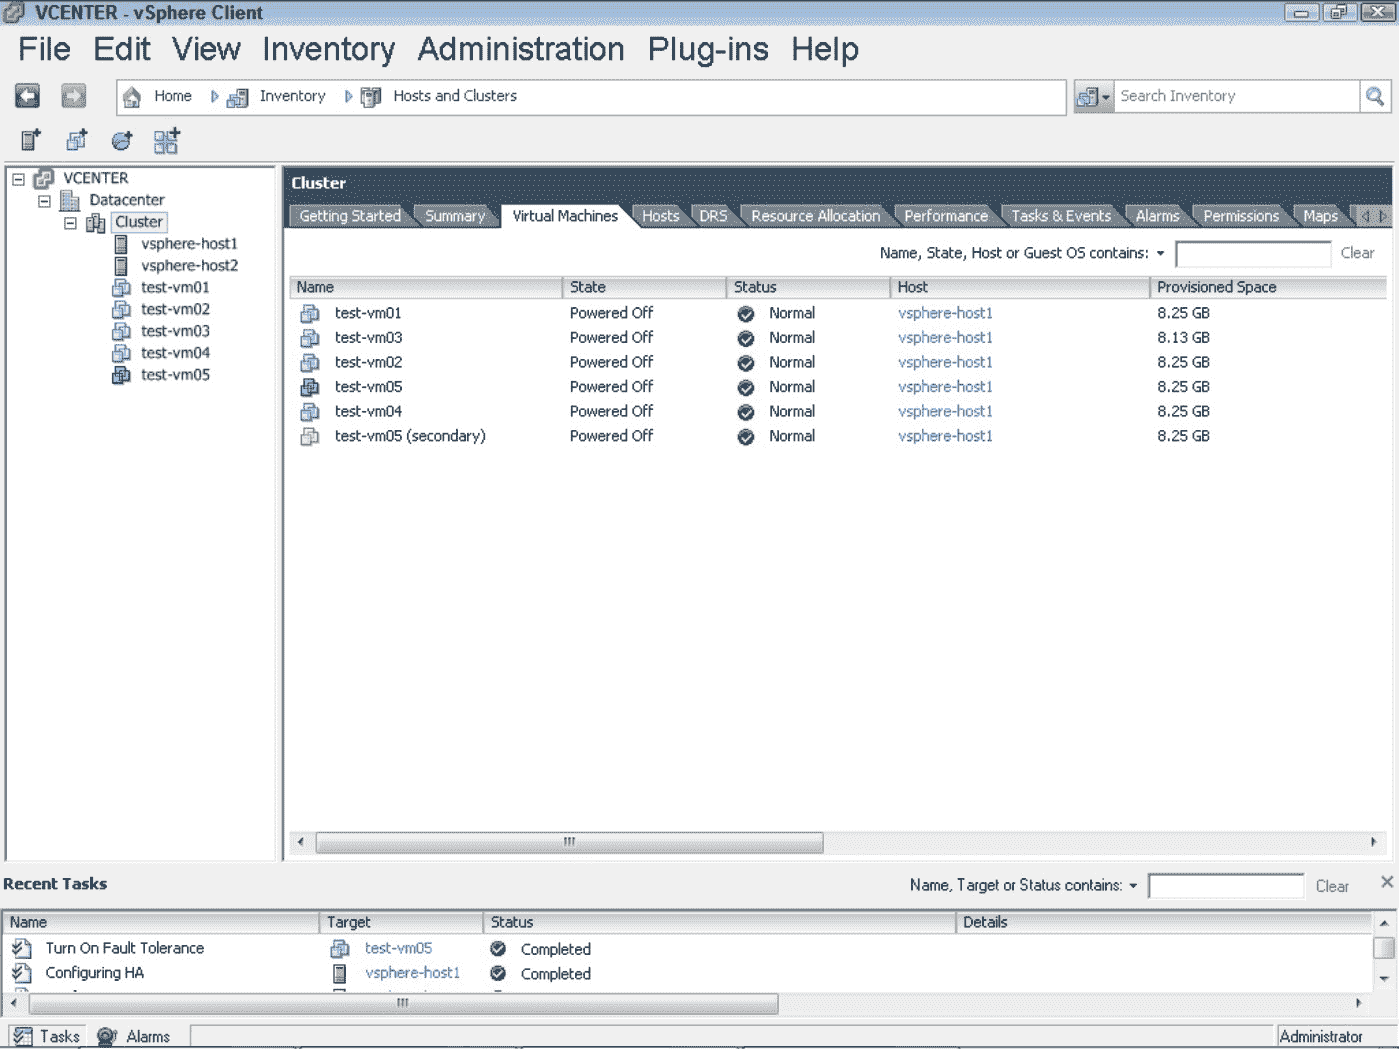 VCENTER - vSphere Client
File Edit View Inventory Administration Plug-ins Help
Home Inventory Hosts and Clusters Search Inventory
VCENTER
Datacenter
Cluster
vsphere-host1
vsphere-host2
test-vm01
test-vm02
test-vm03
test-vm04
test-vm05
Cluster
Getting Started Summary Virtual Machines Hosts DRS Resource Allocation Performance Tasks & Events Alarms Permissions Maps
Name, State, Host or Guest OS contains: Clear
Name State Status Host Provisioned Space
test-vm01 Powered Off Normal vsphere-host1 8.25 GB
test-vm03 Powered Off Normal vsphere-host1 8.13 GB
test-vm02 Powered Off Normal vsphere-host1 8.25 GB
test-vm05 Powered Off Normal vsphere-host1 8.25 GB
test-vm04 Powered Off Normal vsphere-host1 8.25 GB
test-vm05 (secondary) Powered Off Normal vsphere-host1 8.25 GB
Recent Tasks Name, Target or Status contains: Clear
Name Target Status Details
Turn On Fault Tolerance test-vm05 Completed
Configuring HA vsphere-host1 Completed
Tasks Alarms Administrator